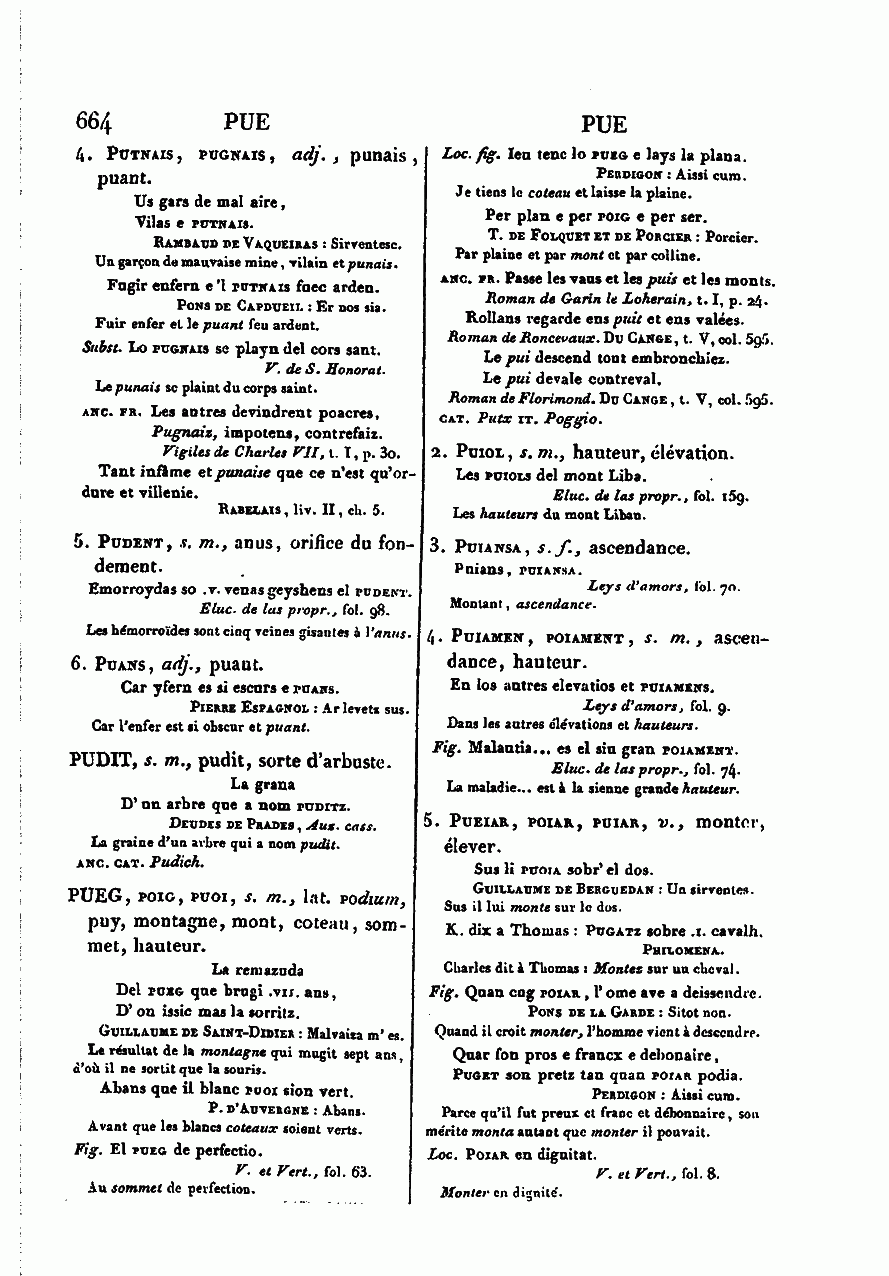 664 PUE
PUE
4. Putnais, pugnais, adj., punais,
puant.
Us gars de mal aire,
Vilas e putnais.
Rambaud de Vaqueiras : Sirventesc.
Un garçon de mauvaise mine, vilain et punais.
Fugir enfern e 'l putnais fuec arden.
Pons de Capdueil : Er nos sia.
Fuir enfer et le puant feu ardent.
Subst. Lo pugnais se playn del cors sant.
V. de S. Honorat.
Le punais se plaint du corps saint.
anc. fr. Les autres devindrent poacres,
Pugnaiz, impotens, contrefaiz.
Vigiles de Charles VII, t. I, p. 30.
Tant infâme et punaise que ce n'est qu'or-
dure et villenie.
Rabelais, liv. II, ch. 5.
5. Pudent, s. m., anus, orifice du fon-
dement.
Emorroydas so .v. venas geyshens el pudent.
Eluc. de las propr., fol. 98.
Les hémorroïdes sont cinq veines gisantes à l'anus.
6. Puans, adj., puant.
Car yfern es si escurs e puans.
Pierre Espagnol : Ar levetz sus.
Car l'enfer est si obscur et puant.
PUDIT, s. m., pudit, sorte d'arbuste.
La grana
D' un arbre que a nom puditz.
Deudes de Prades, Aus. cass.
La graine d'un arbre qui a nom pudit.
anc. cat. Pudich.
PUEG, poig, puoi, s. m., lat. podium,
puy, montagne, mont, coteau, som-
met, hauteur.
La remazuda
Del pueg que brugi .vii. ans,
D' on issic mas la sorritz.
Guillaume de Saint-Didier : Malvaiza m' es.
Le résultat de la montagne qui mugit sept ans,
d'où il ne sortit que la souris.
Abans que il blanc puoi sion vert.
P. d'Auvergne : Abans.
Avant que les blancs coteaux soient verts.
Fig. El pueg de perfectio.
V. et Vert., fol. 63.
Au sommet de perfection.
Loc. fig. Ieu tenc lo pueg e lays la plana.
Perdigon : Aissi cum.
Je tiens le coteau et laisse la plaine.
Per plan e per poig e per ser.
T. de Folquet et de Porcier : Porcier.
Par plaine et par mont et par colline.
anc. fr. Passe les vaus et les puis et les monts.
Roman de Garin le Loherain, t. I, p. 24.
Rollans regarde ens puit et ens valées.
Roman de Roncevaux. Du Cange, t. V, col. 595.
Le pui descend tout embronchiez.
Le pui devale contreval.
Roman de Florimond. Du Cange, t. V, col. 595.
cat. Putx it. Poggio.
2. Puiol, s. m., hauteur, élévation.
Les puiols del mont Liba.
Eluc. de las propr., fol. 159.
Les hauteurs du mont Liban.
3. Puiansa, s. f., ascendance.
Puians, puiansa.
Leys d'amors, fol. 70.
Montant, ascendance.
4. Puiamen, poiament, s. m., ascen-
dance, hauteur.
En los autres elevatios et puiamens.
Leys d'amors, fol. 9.
Dans les autres élévations et hauteurs.
Fig. Malautia... es el sin gran poiament.
Eluc. de las propr., fol. 74.
La maladie... est à la sienne grande hauteur.
5. Pueiar, poiar, puiar, v., monter,
élever.
Sus li puoia sobr' el dos.
Guillaume de Berguedan : Un sirventes.
Sus il lui monte sur le dos.
K. dix a Thomas : Pugatz sobre .i. cavalh.
Philomena.
Charles dit à Thomas : Montez sur un cheval.
Fig. Quan cug poiar, l' ome ave a deissendre.
Pons de la Garde : Sitot non.
Quand il croit monter, l'homme vient à descendre.
Quar fon pros e francx e debonaire,
Puget son pretz tan quan poiar podia.
Perdigon : Aissi cum.
Parce qu'il fut preux et franc et débonnaire, son
mérite monta autant que monter il pouvait.
Loc. Poiar en dignitat.
V. et Vert., fol. 8.
Monter en dignité.